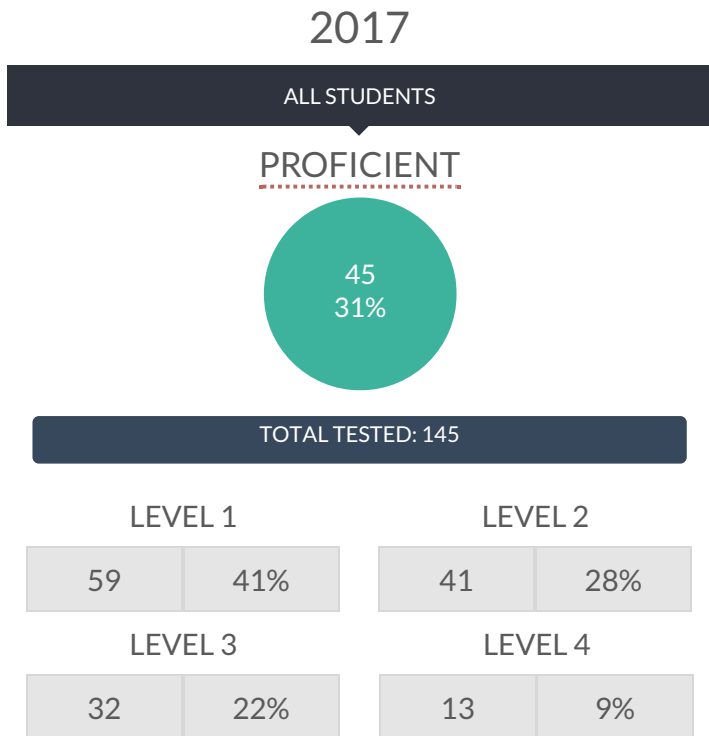 2017
ALL STUDENTS
PROFICIENT
45
31%
TOTAL TESTED: 145
LEVEL 1 LEVEL 2
59 41% 41 28%
LEVEL 3 LEVEL 4
32 22% 13 9%